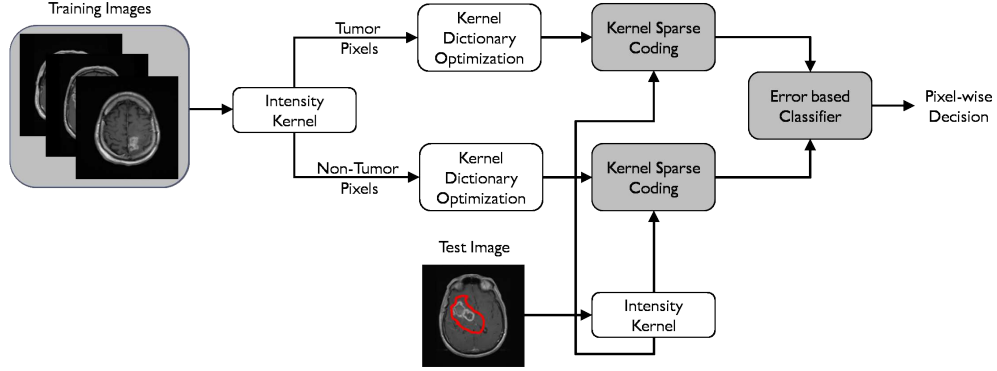 Training Images
Intensity
Kernel
Tumor
Pixels
Non-Tumor
Pixels
Kernel
Dictionary
Optimization
Kernel
Dictionary
Optimization
Kernel Sparse
Coding
Kernel Sparse
Coding
Error based
Classifier
Pixel-wise
Decision
Test Image
Intensity
Kernel